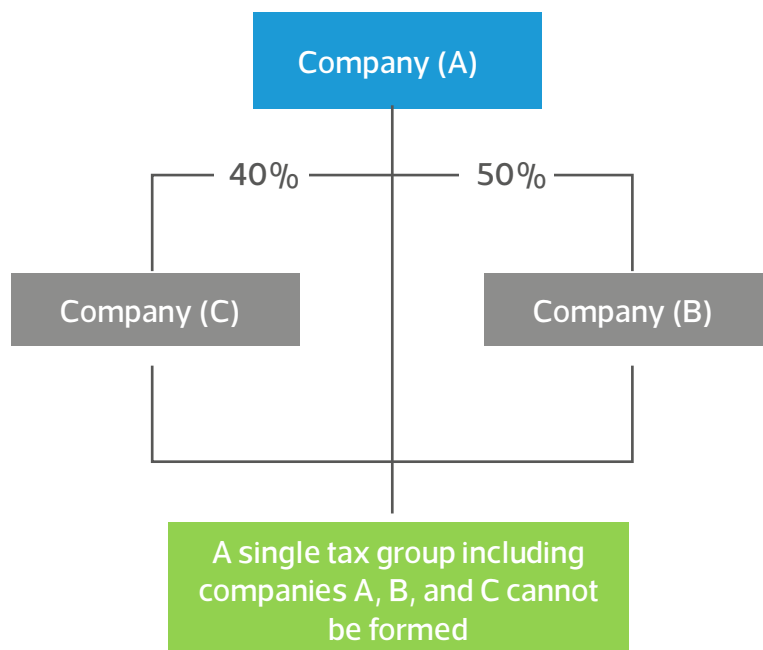 Company (A)
40%
50%
Company (C)
Company (B)
A single tax group including
companies A, B, and C cannot
be formed